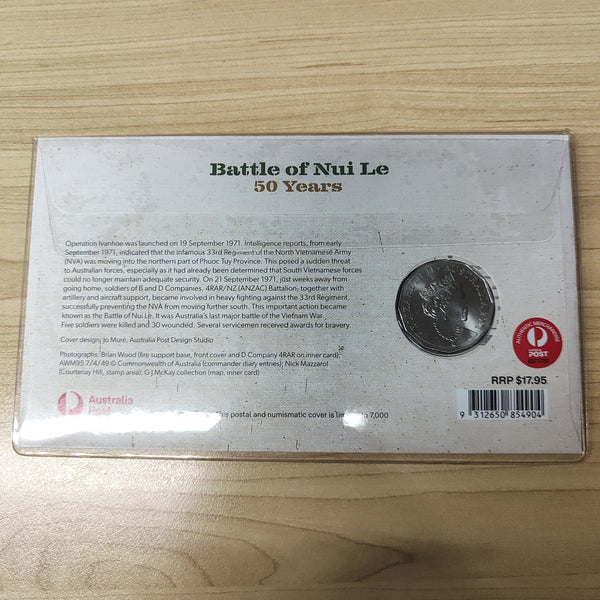 Battle of Nui Le
50 Years
Operation Ivanhoe was launched on 19 September 1971. Intelligence reports, from early
September 1971, indicated that the infamous 33rd Regiment of the North Vietnamese Army
(NVA) was moving into the northern part of Phuoc Tuy Province. This posed a sudden threat
to Australian forces, especially as it had already been determined that South Vietnamese forces
could no longer maintain adequate security. On 21 September 1971, just weeks away from
going home, soldiers of B and D Companies, 4RAR/NZ (ANZAC) Battalion, together with
artillery and aircraft support, became involved in heavy fighting against the 33rd Regiment,
successfully preventing the NVA from moving further south. This important action became
known as the Battle of Nui Le. It was Australia's last major battle of the Vietnam War.
Five soldiers were killed and 30 wounded. Several servicemen received awards for bravery
Cover design: Jo Muré, Australia Post Design Studio
Photographs: Brian Wood (fire support base, front cover and D Company 4RAR on inner card);
AWM95 7/4/49 © Commonwealth of Australia (commander diary entries); Nick Mazzarol
(Courtenay Hill, stamp area); G J McKay collection (map, inner card)
AUTHENTIC MERCHANDISE
POST
RRP $17.95
9 312650 854904
Australia
Post
This postal and numismatic cover is limited to 7,000